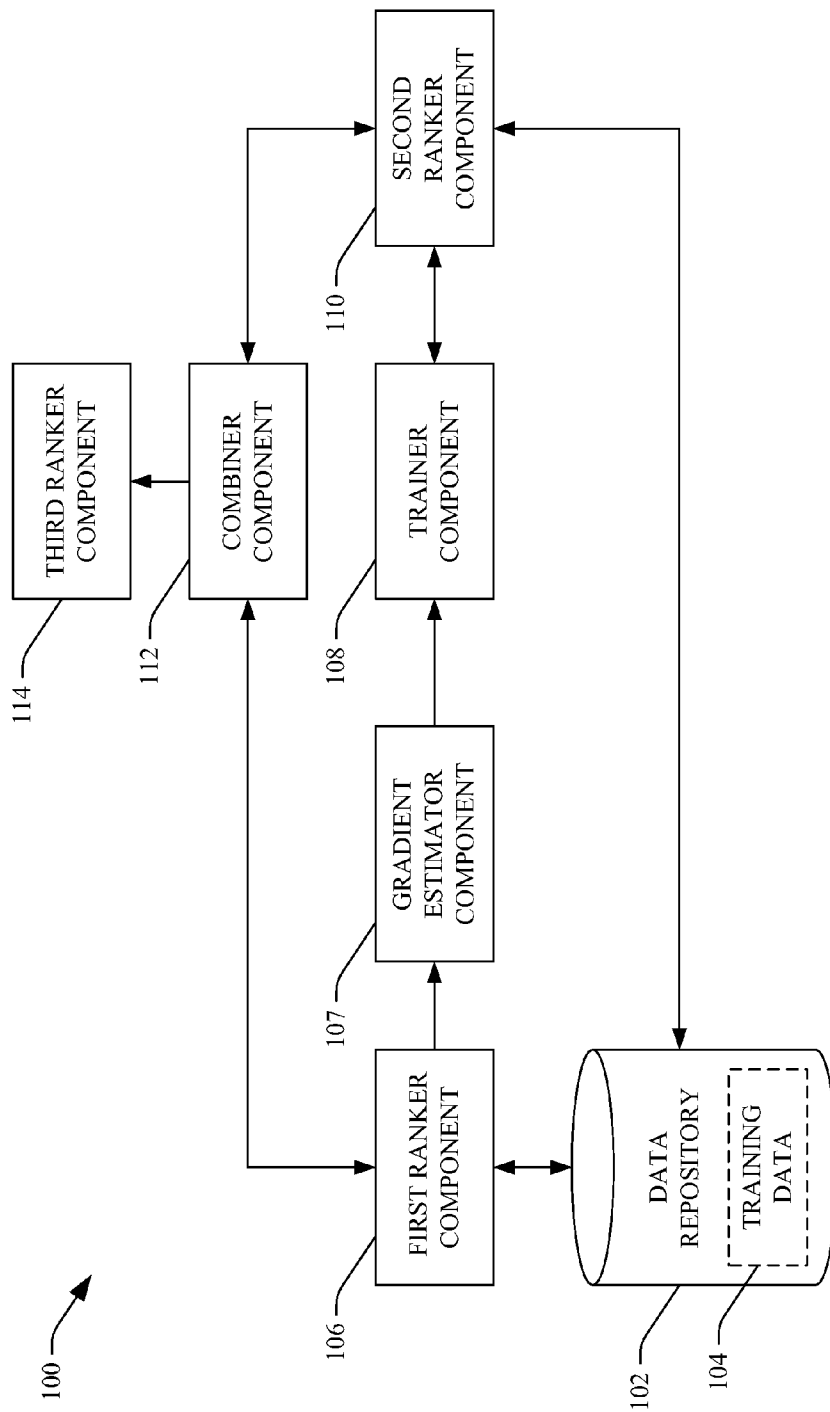 100
THIRD RANKER
COMPONENT
114
COMBINER
COMPONENT
112
FIRST RANKER
COMPONENT
106
GRADIENT
ESTIMATOR
COMPONENT
107
TRAINER
COMPONENT
108
SECOND
RANKER
COMPONENT
110
DATA
REPOSITORY
102
TRAINING
DATA
104